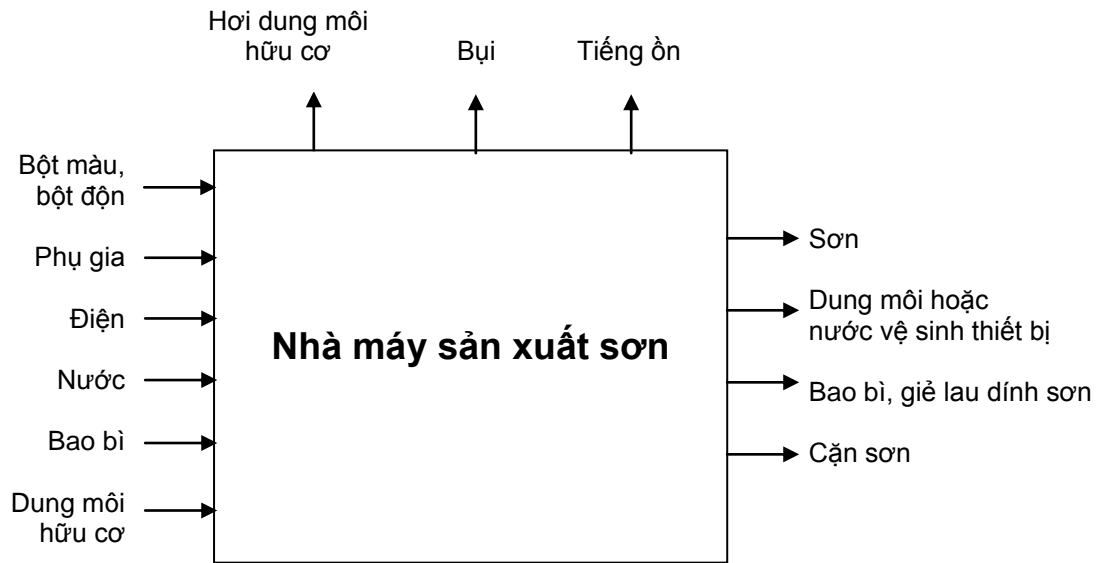 Hơi dung môi
hữu cơ
Bụi
Tiếng ồn
Bột màu,
bột độn
Phụ gia
Điện
Nước
Bao bì
Dung môi
hữu cơ
Nhà máy sản xuất sơn
Sơn
Dung môi hoặc
nước vệ sinh thiết bị
Bao bì, giẻ lau dính sơn
Cặn sơn